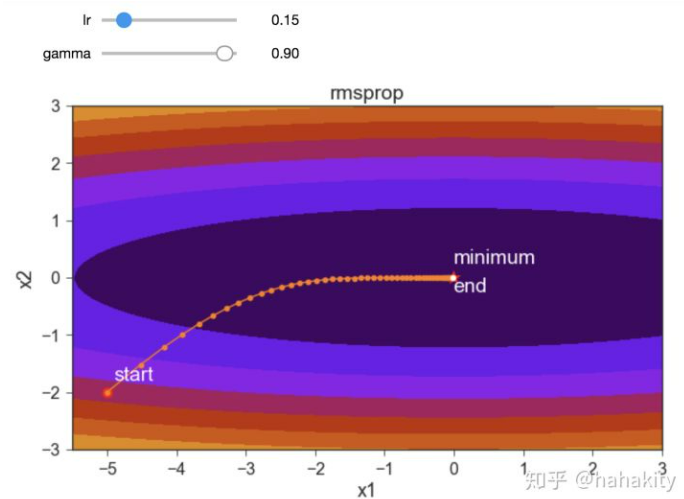 lr 0.15
gamma 0.90
rmsprop
3
2
1
0
−1
−2
−3
x2
minimum
end
start
−5 −4 −3 −2 −1 0 1 2 3
x1
知乎 @hahakity